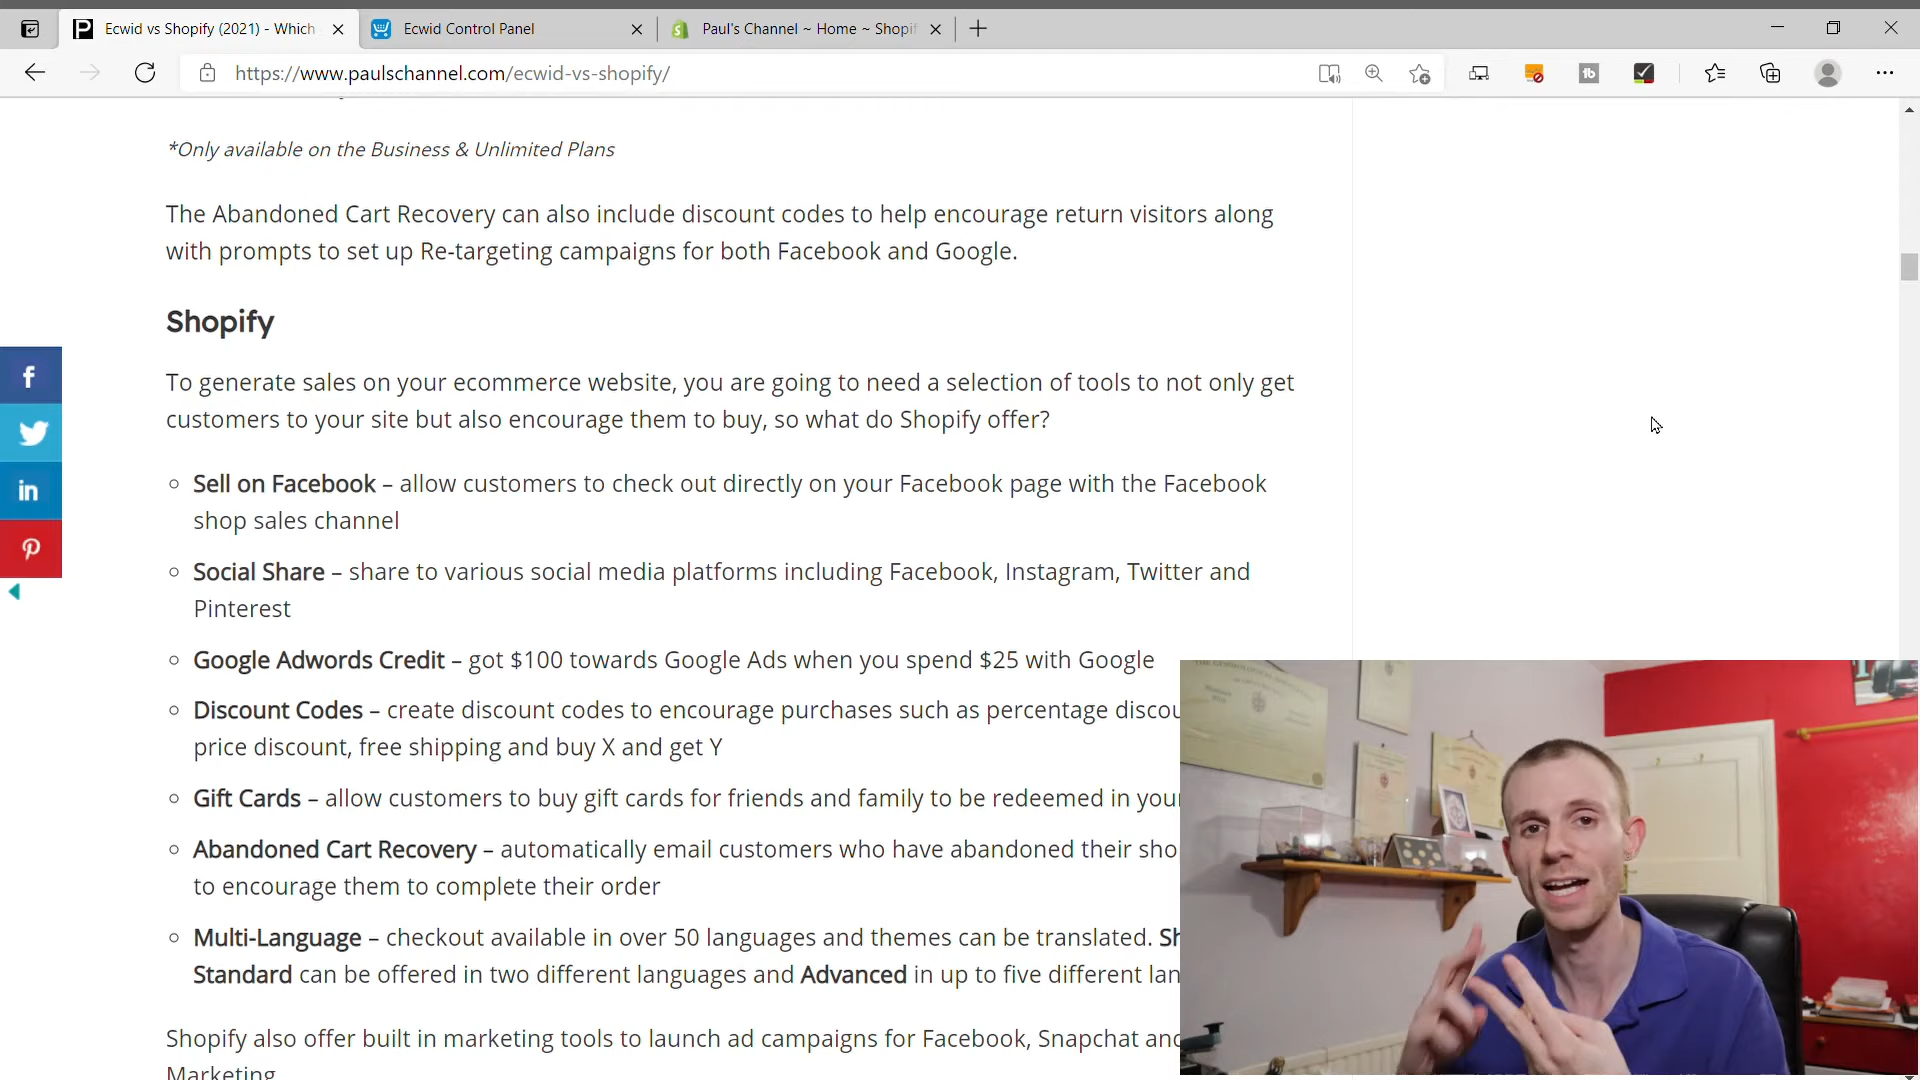 Ecwid vs Shopify (2021) - Which
Ecwid Control Panel
Paul's Channel ~ Home ~ Shopif
https://www.paulschannel.com/ecwid-vs-shopify/
*Only available on the Business & Unlimited Plans
The Abandoned Cart Recovery can also include discount codes to help encourage return visitors along
with prompts to set up Re-targeting campaigns for both Facebook and Google.
Shopify
To generate sales on your ecommerce website, you are going to need a selection of tools to not only get
customers to your site but also encourage them to buy, so what do Shopify offer?
Sell on Facebook – allow customers to check out directly on your Facebook page with the Facebook
shop sales channel
Social Share – share to various social media platforms including Facebook, Instagram, Twitter and
Pinterest
Google Adwords Credit – got $100 towards Google Ads when you spend $25 with Google
Discount Codes – create discount codes to encourage purchases such as percentage discou
price discount, free shipping and buy X and get Y
Gift Cards – allow customers to buy gift cards for friends and family to be redeemed in your
Abandoned Cart Recovery – automatically email customers who have abandoned their sho
to encourage them to complete their order
Multi-Language – checkout available in over 50 languages and themes can be translated. Sh
Standard can be offered in two different languages and Advanced in up to five different lan
Shopify also offer built in marketing tools to launch ad campaigns for Facebook, Snapchat and
Marketing